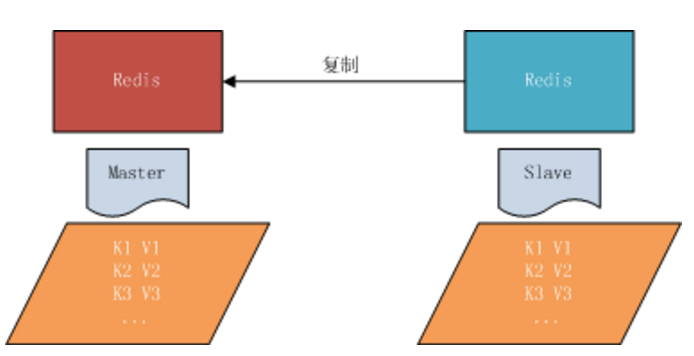 Redis
复制
Redis
Master
Slave
K1 V1
K2 V2
K3 V3
...
K1 V1
K2 V2
K3 V3
...